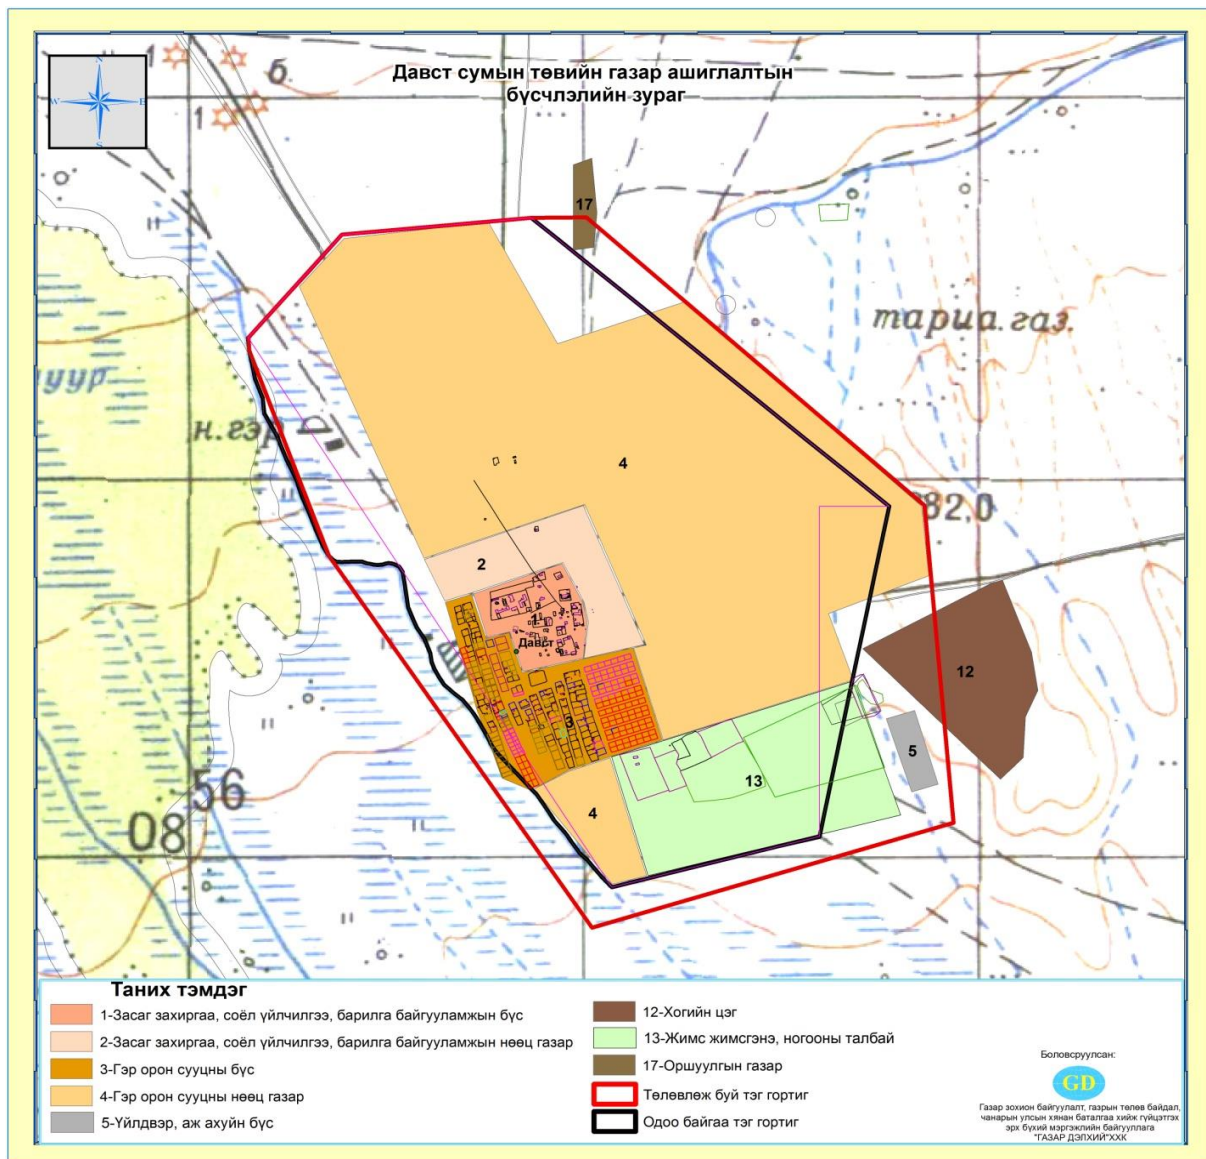 Давст сумын төвийн газар ашиглалтын
бүсчлэлийн зураг
N
W E
S
1
б.
1
17
тариа.газ.
уур
н.гэр
4
82,0
2
1
Давст
12
3
5
13
56
4
08
Таних тэмдэг
1-Засаг захиргаа, соёл үйлчилгээ, барилга байгууламжын бүс
2-Засаг захиргаа, соёл үйлчилгээ, барилга байгууламжын нөөц газар
3-Гэр орон сууцны бүс
4-Гэр орон сууцны нөөц газар
5-Үйлдвэр, аж ахуйн бүс
12-Хогийн цэг
13-Жимс жимсгэнэ, ногооны талбай
17-Оршуулгын газар
Төлөвлөж буй тэг гортиг
Одоо байгаа тэг гортиг
Боловсруулсан:
GD
Газар зохион байгуулалт, газрын төлөв байдал,
чанарын улсын хянан баталгаа хийж гүйцэтгэх
эрх бүхий мэргэжлийн байгууллага
"ГАЗАР ДЭЛХИЙ"ХХК